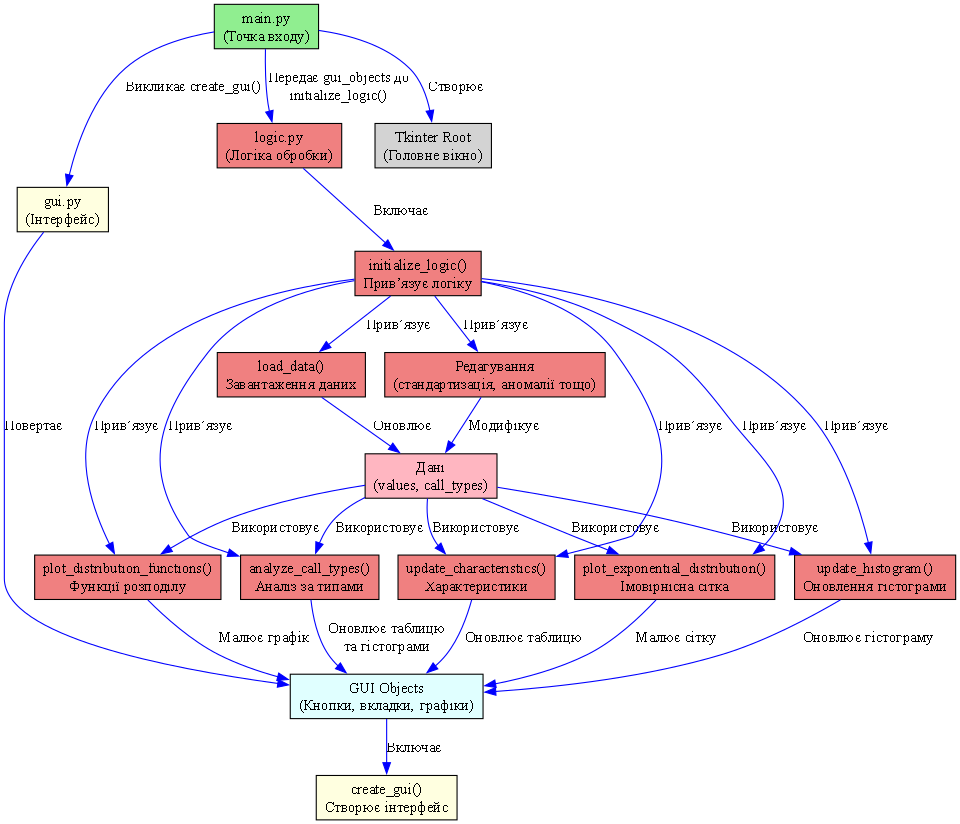 main.py
(Точка входу)
Викликає create_gui()
Передає gui_objects до
initialize_logic()
Створює
logic.py
(Логіка обробки)
Tkinter Root
(Головне вікно)
gui.py
(Інтерфейс)
Включає
initialize_logic()
Прив'язує логіку
Прив'язує
Прив'язує
load_data()
Завантаження даних
Редагування
(стандартизація, аномалії тощо)
Повертає
Прив'язує
Прив'язує
Оновлює
Модифікує
Прив'язує
Прив'язує
Прив'язує
Дані
(values, call_types)
Використовує
Використовує
Використовує
Використовує
Використовує
plot_distribution_functions()
Функції розподілу
analyze_call_types()
Аналіз за типами
update_characteristics()
Характеристики
plot_exponential_distribution()
Імовірнісна сітка
update_histogram()
Оновлення гістограми
Малює графік
Оновлює таблицю
та гістограми
Оновлює таблицю
Малює сітку
Оновлює гістограму
GUI Objects
(Кнопки, вкладки, графіки)
Включає
create_gui()
Створює інтерфейс